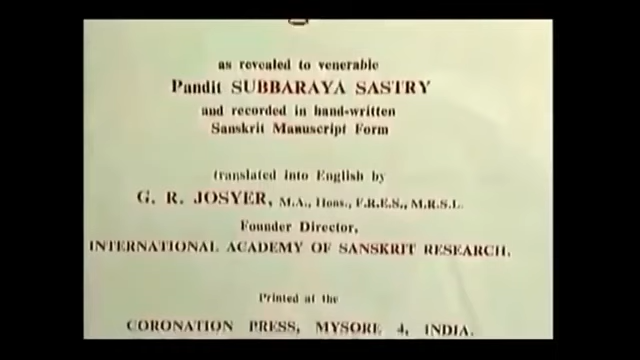 as revealed to venerable
Pandit SUBBARAYA SASTRY
and recorded in hand-written
Sanskrit Manuscript Form
translated into English by
G. R. JOSYER, M.A., Hons., F.R.E.S., M.R.S.L.
Founder Director,
INTERNATIONAL ACADEMY OF SANSKRIT RESEARCH.
Printed at the
CORONATION PRESS, MYSORE 4, INDIA.